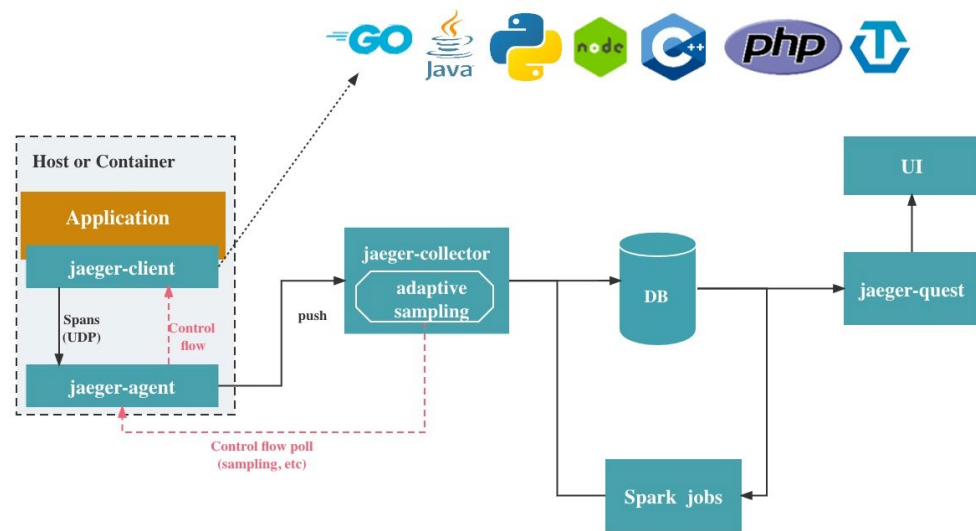 GO
Java
node
C++
php
Host or Container
Application
jaeger-client
Spans
(UDP)
Control
flow
jaeger-agent
push
jaeger-collector
adaptive
sampling
Control flow poll
(sampling, etc)
DB
UI
jaeger-quest
Spark jobs